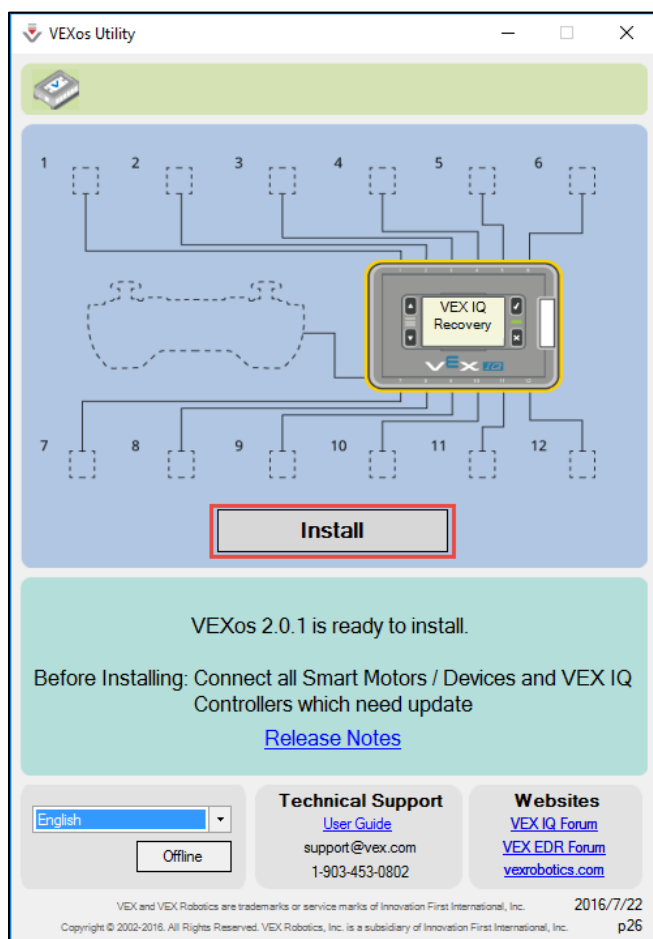 VEXos Utility
1 2 3 4 5 6
VEX IQ
Recovery
VEX IQ
7 8 9 10 11 12
Install
VEXos 2.0.1 is ready to install.
Before Installing: Connect all Smart Motors / Devices and VEX IQ
Controllers which need update
Release Notes
English
Offline
Technical Support
User Guide
support@vex.com
1-903-453-0802
Websites
VEX IQ Forum
VEX EDR Forum
vexrobotics.com
VEX and VEX Robotics are trademarks or service marks of Innovation First International, Inc. 2016/7/22
Copyright © 2002-2016. All Rights Reserved. VEX Robotics, Inc. is a subsidiary of Innovation First International, Inc. p26